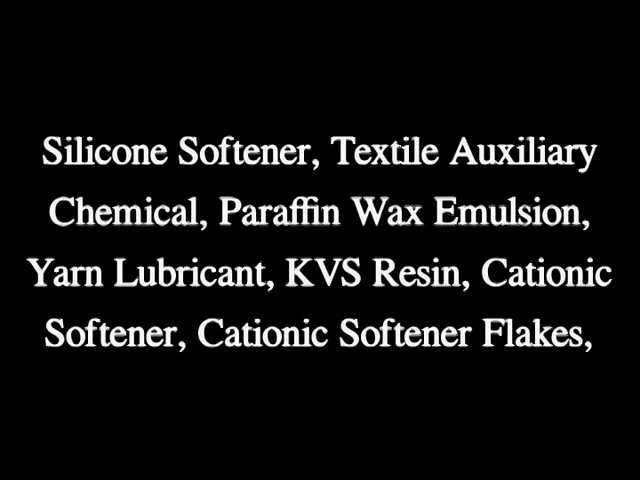 Silicone Softener, Textile Auxiliary
Chemical, Paraffin Wax Emulsion,
Yarn Lubricant, KVS Resin, Cationic
Softener, Cationic Softener Flakes,